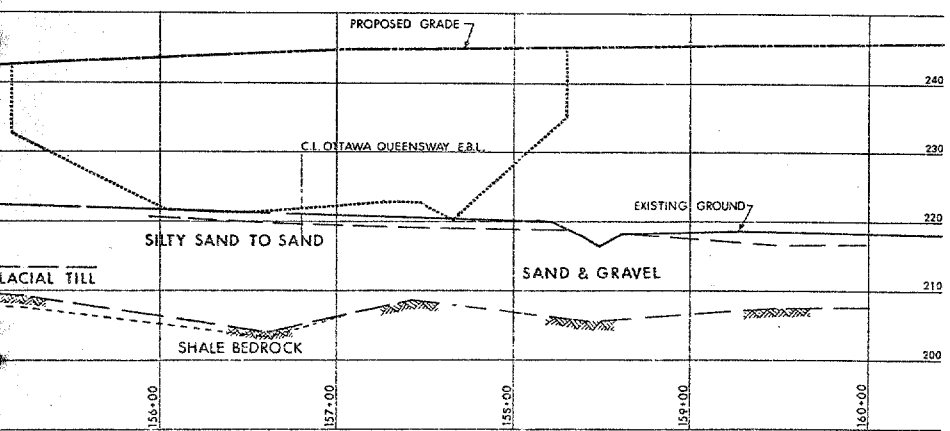 PROPOSED GRADE
240
230
C.L. OTTAWA QUEENSWAY E.B.L.
EXISTING GROUND
220
SILTY SAND TO SAND
SAND & GRAVEL
LACIAL TILL
210
SHALE BEDROCK
200
156+00
157+00
158+00
159+00
160+00